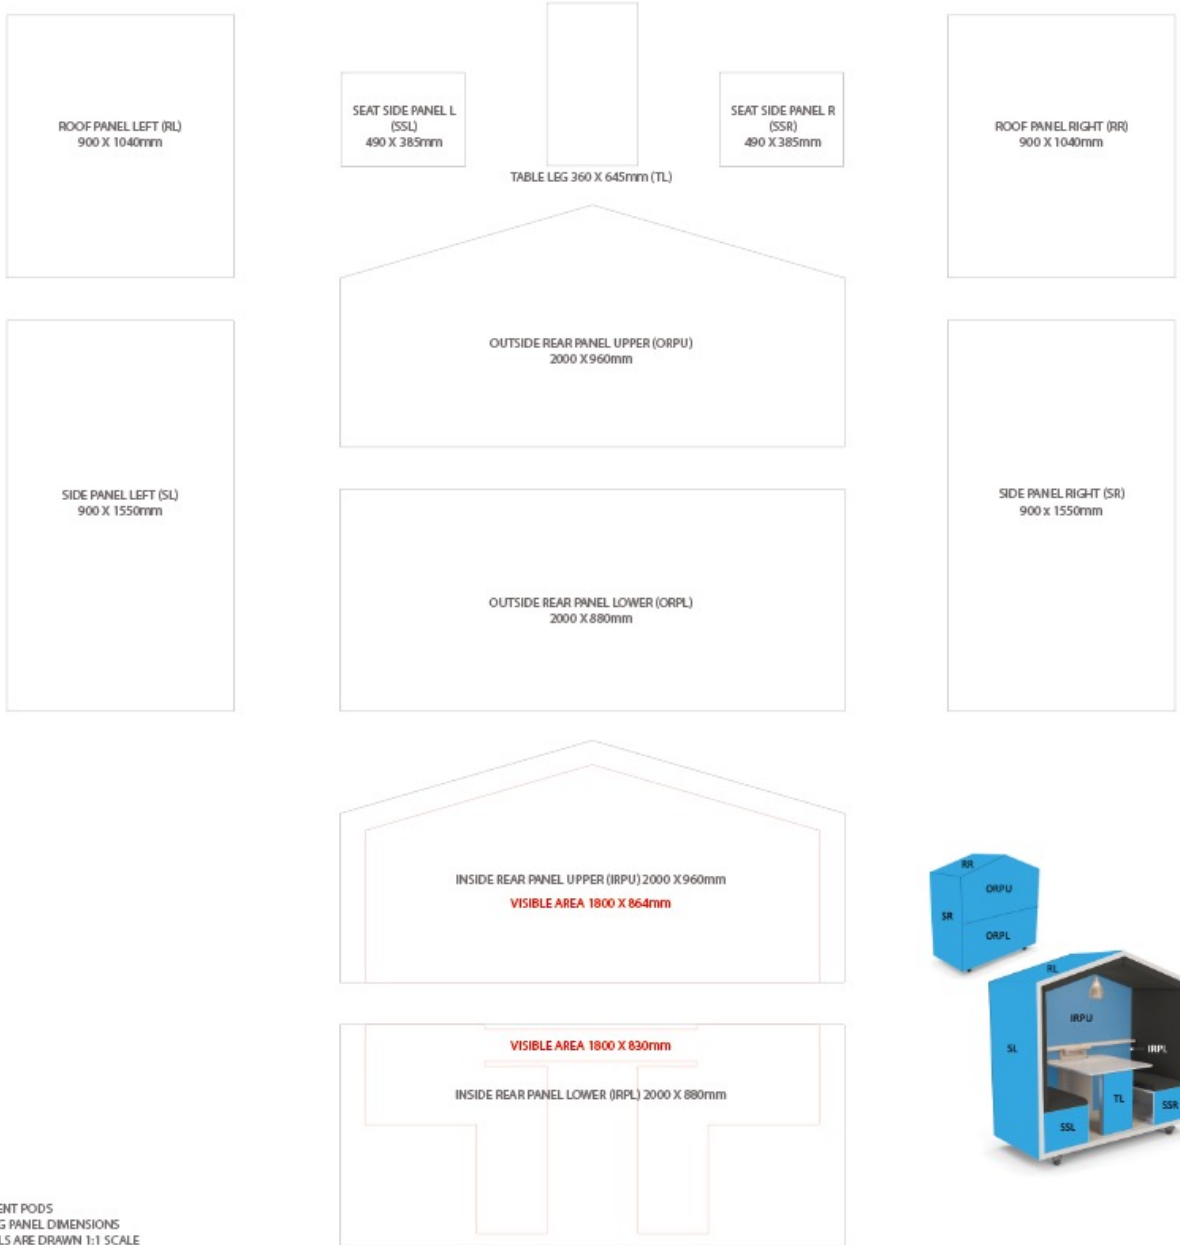 ROOF PANEL LEFT (RL)
900 X 1040mm
SEAT SIDE PANEL L
(SSL)
490 X 385mm
SEAT SIDE PANEL R
(SSR)
490 X 385mm
ROOF PANEL RIGHT (RR)
900 X 1040mm
TABLE LEG 360 X 645mm (TL)
OUTSIDE REAR PANEL UPPER (ORPU)
2000 X 960mm
SIDE PANEL LEFT (SL)
900 X 1550mm
SIDE PANEL RIGHT (SR)
900 x 1550mm
OUTSIDE REAR PANEL LOWER (ORPL)
2000 X 880mm
INSIDE REAR PANEL UPPER (IRPU) 2000 X 960mm
VISIBLE AREA 1800 X 864mm
VISIBLE AREA 1800 X 830mm
INSIDE REAR PANEL LOWER (IRPL) 2000 X 880mm
RR
ORPU
SR
ORPL
RL
IRPU
SL
IRPL
TL
SSR
SSL
ENT PODS
G PANEL DIMENSIONS
LS ARE DRAWN 1:1 SCALE